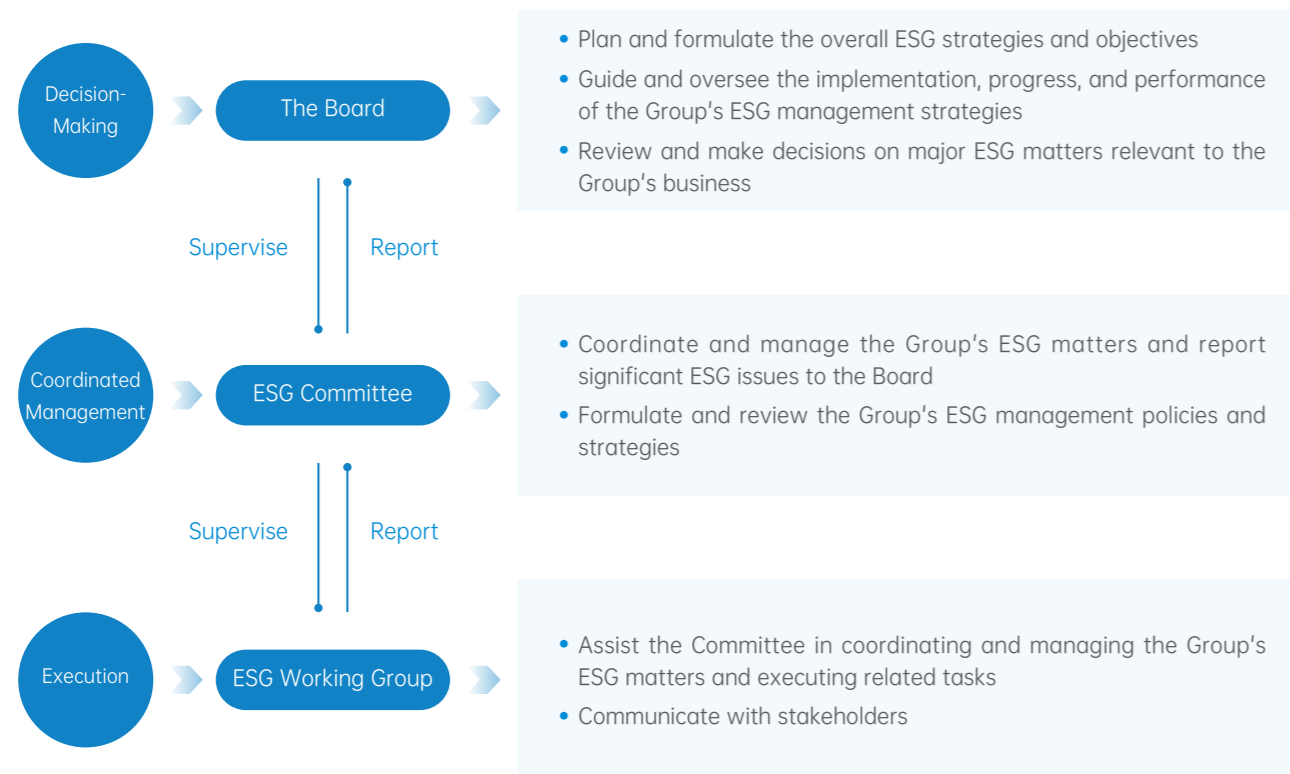 Decision-
Making
The Board
• Plan and formulate the overall ESG strategies and objectives
• Guide and oversee the implementation, progress, and performance
of the Group's ESG management strategies
• Review and make decisions on major ESG matters relevant to the
Group's business
Supervise
Report
Coordinated
Management
ESG Committee
• Coordinate and manage the Group's ESG matters and report
significant ESG issues to the Board
• Formulate and review the Group's ESG management policies and
strategies
Supervise
Report
Execution
ESG Working Group
• Assist the Committee in coordinating and managing the Group's
ESG matters and executing related tasks
• Communicate with stakeholders